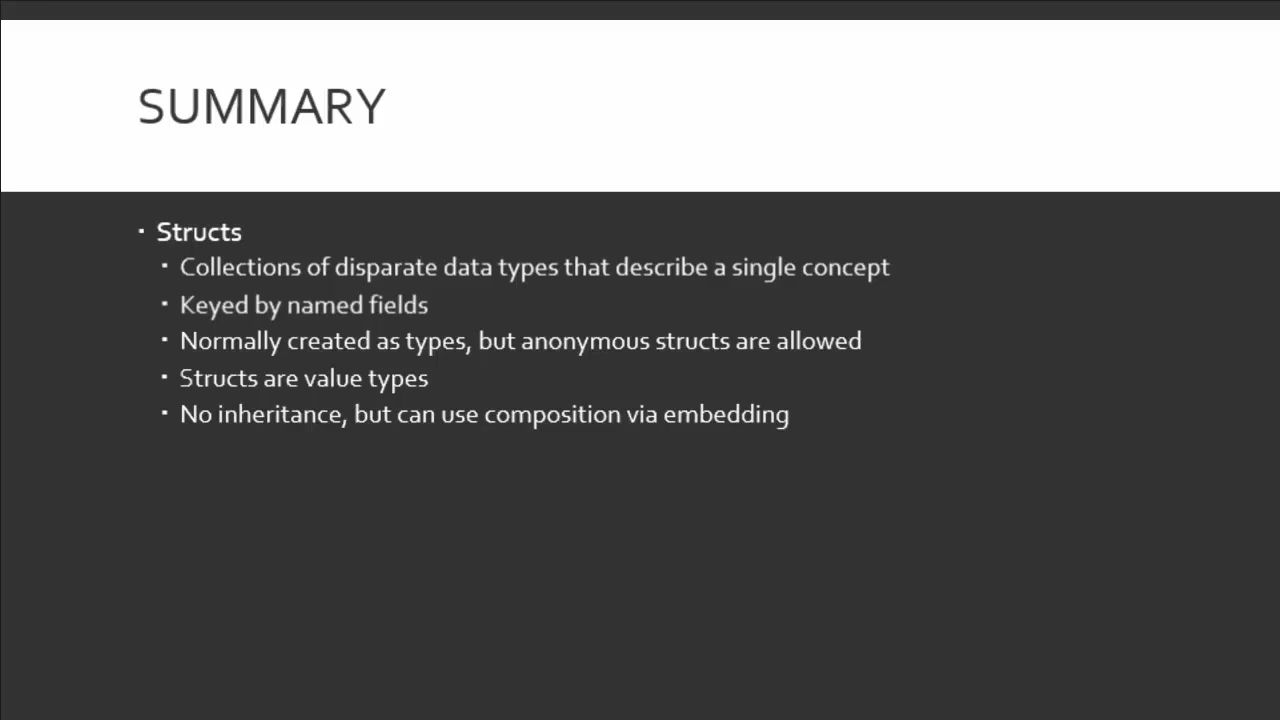 SUMMARY
▪ Structs
▪ Collections of disparate data types that describe a single concept
▪ Keyed by named fields
▪ Normally created as types, but anonymous structs are allowed
▪ Structs are value types
▪ No inheritance, but can use composition via embedding